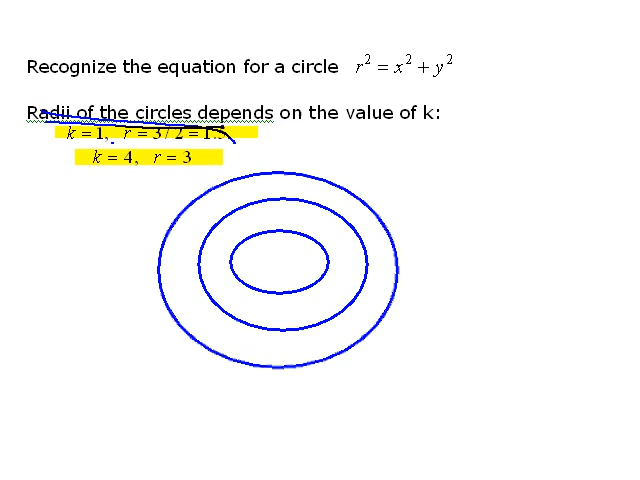 Recognize the equation for a circle r² = x² + y²
Radii of the circles depends on the value of k:
k = 1, r = 3 / 2 = 1.5
k = 4, r = 3